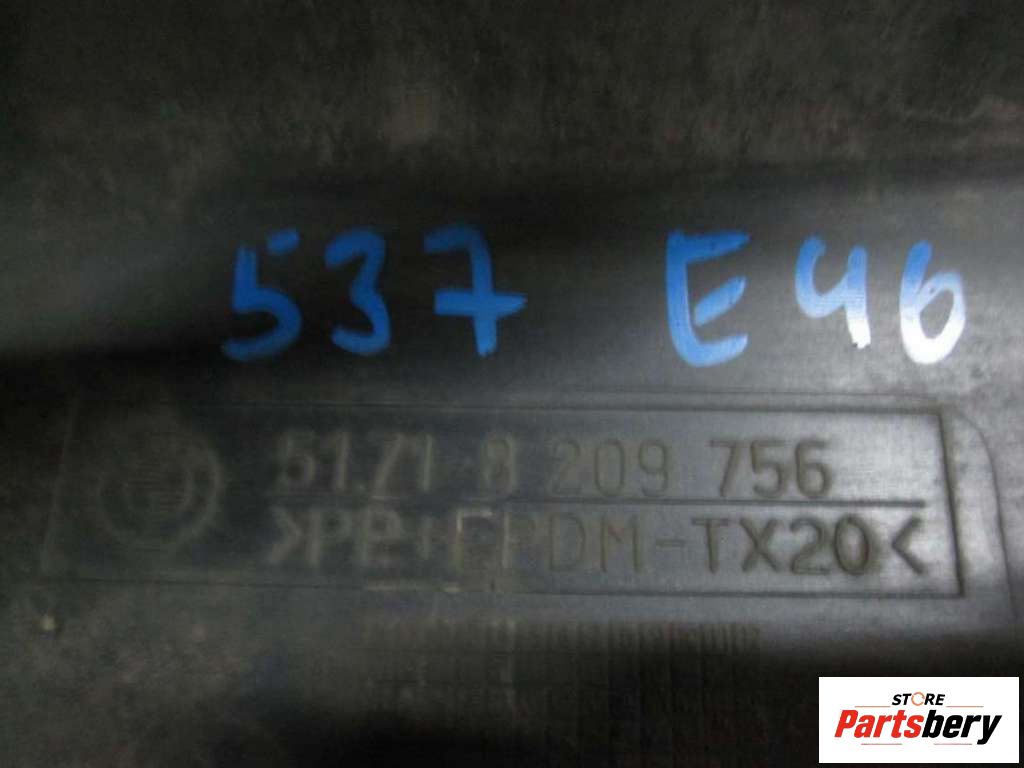 537 E46
51.71 8 209 756
>PP+EPDM-TX20<
STORE
Partsbery